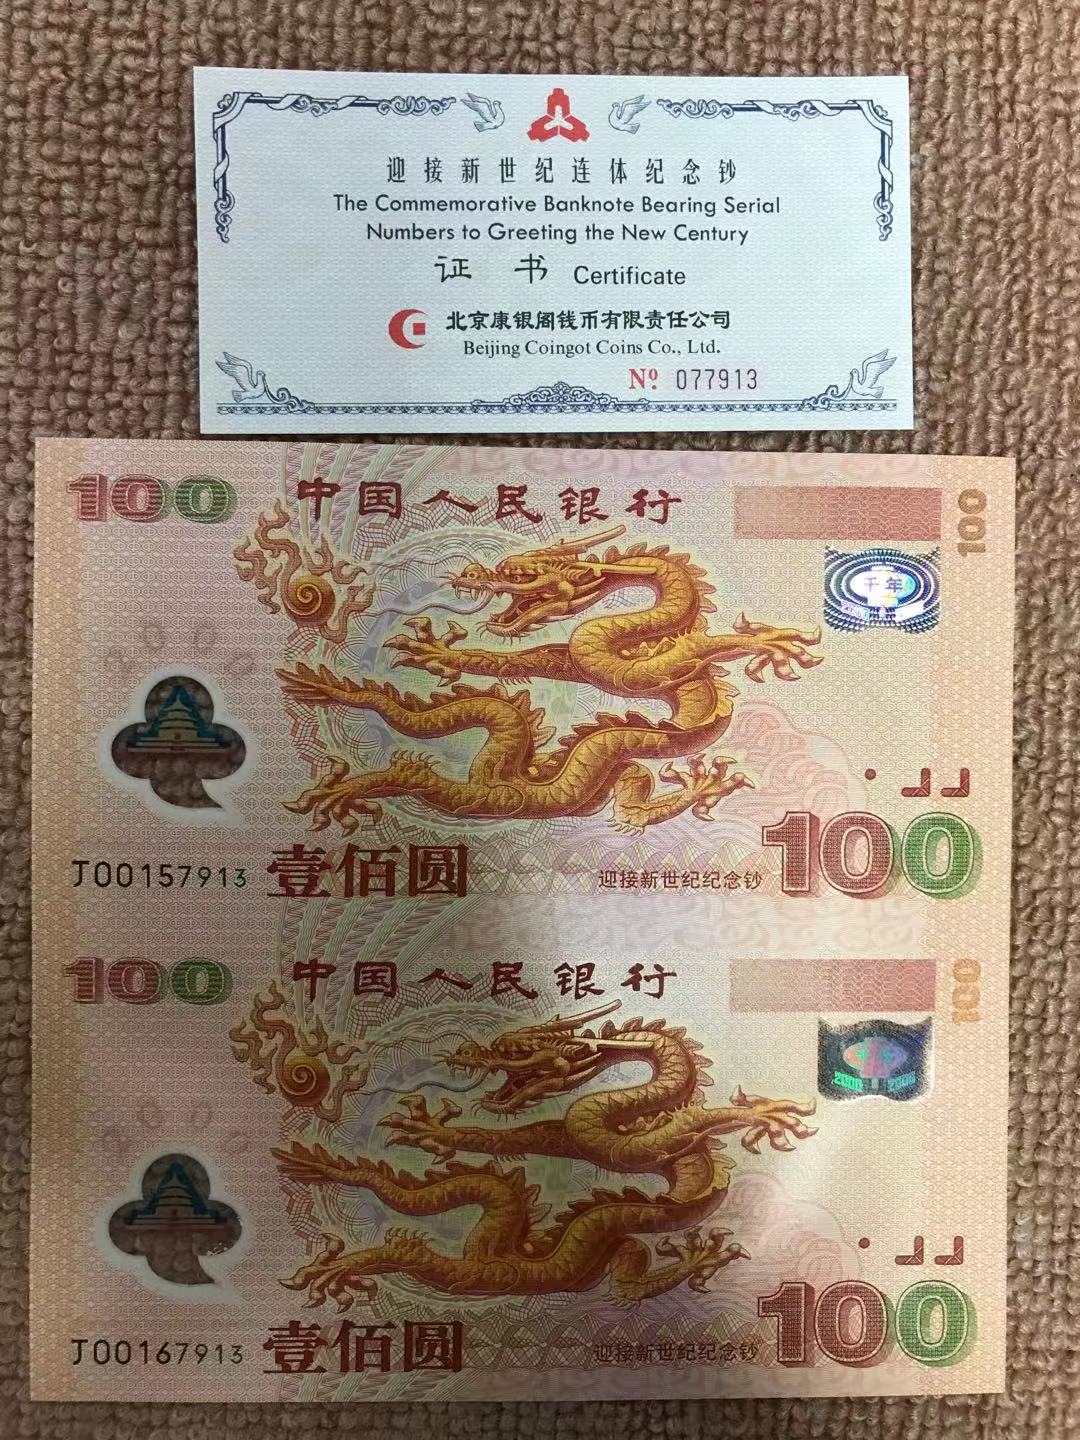 迎接新世纪连体纪念钞
The Commemorative Banknote Bearing Serial
Numbers to Greeting the New Century
证 书 Certificate
北京康银阁钱币有限责任公司
Beijing Coingot Coins Co., Ltd.
Nº 077913
100 中国人民银行
100
千年
J00157913 壹佰圆
迎接新世纪纪念钞 100
100 中国人民银行
100
2000 2000
J00167913 壹佰圆
迎接新世纪纪念钞 100